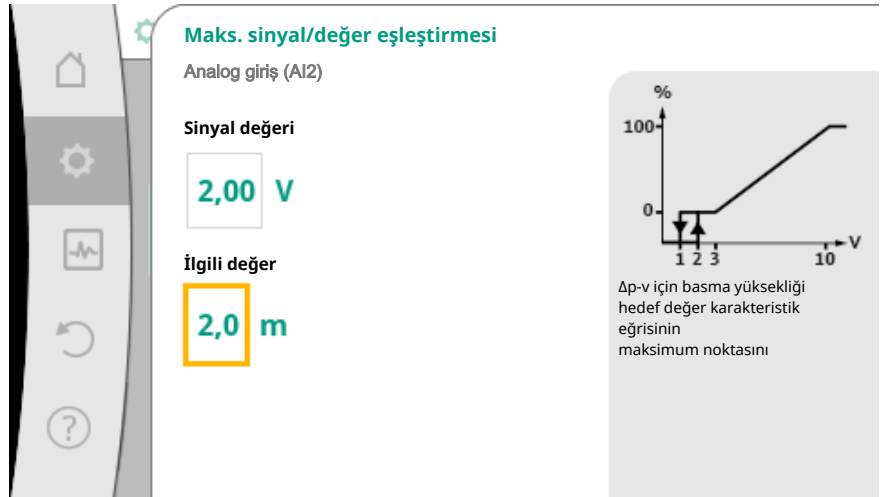 Maks. sinyal/değer eşleştirmesi
Analog giriş (AI2)
Sinyal değeri
2,00 V
İlgili değer
2,0 m
%
100
0
1 2 3 10 V
Δp-v için basma yüksekliği
hedef değer karakteristik
eğrisinin
maksimum noktasını
?